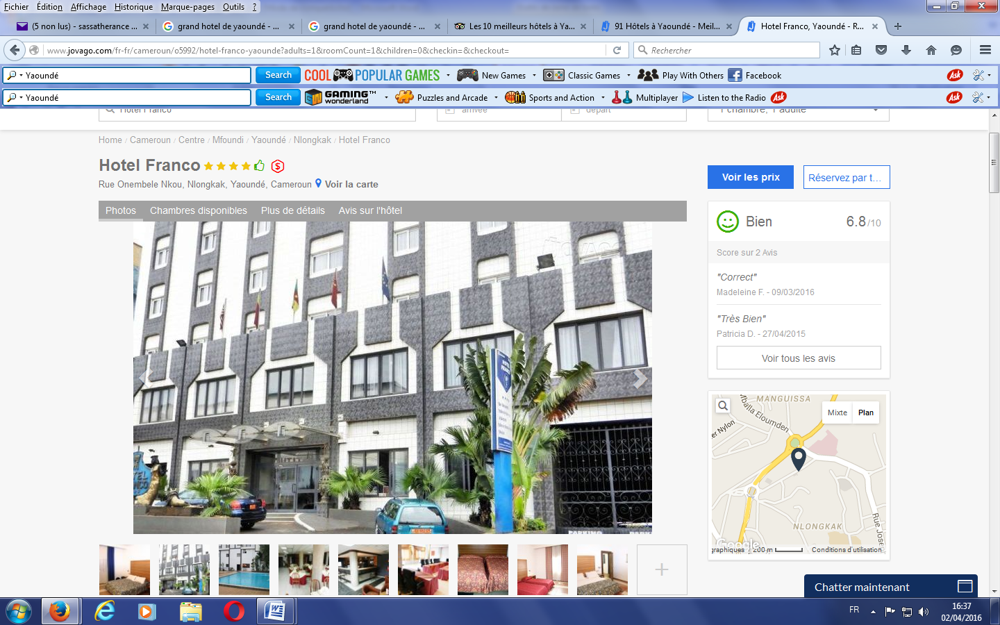 Fichier Édition Affichage Historique Marque-pages Outils ?
(5 non lus) - sassatherance ...
grand hotel de yaoundé - ...
grand hotel de yaoundé - ...
Les 10 meilleurs hôtels à Ya...
91 Hôtels à Yaoundé - Meil...
Hotel Franco, Yaoundé - R...
www.jovago.com/fr-fr/cameroun/o5992/hotel-franco-yaounde?adults=1&roomCount=1&children=0&checkin=&checkout=
Rechercher
Yaoundé Search COOL POPULAR GAMES New Games Classic Games Play With Others Facebook Ask
Yaoundé Search GAMING wonderland™ Puzzles and Arcade Sports and Action Multiplayer Listen to the Radio Ask Ask
Hotel Franco arrivée départ 1 chambre, 1 adulte
Home / Cameroun / Centre / Mfoundi / Yaoundé / Nlongkak / Hotel Franco
Hotel Franco
Rue Onembele Nkou, Nlongkak, Yaoundé, Cameroun Voir la carte
Voir les prix
Réservez par t...
Photos Chambres disponibles Plus de détails Avis sur l'hôtel
Bien 6.8/10
Score sur 2 Avis
"Correct"
Madeleine F. - 09/03/2016
"Très Bien"
Patricia D. - 27/04/2015
Voir tous les avis
JOVAGO
HOTEL
PARKING
MANGUISSA
Mballa Eloumden
er Nylon
Mixte Plan
NLONGKAK
Rue Josep
Google
graphiques 200 m Conditions d'utilisation
Chatter maintenant
FR
16:37
02/04/2016